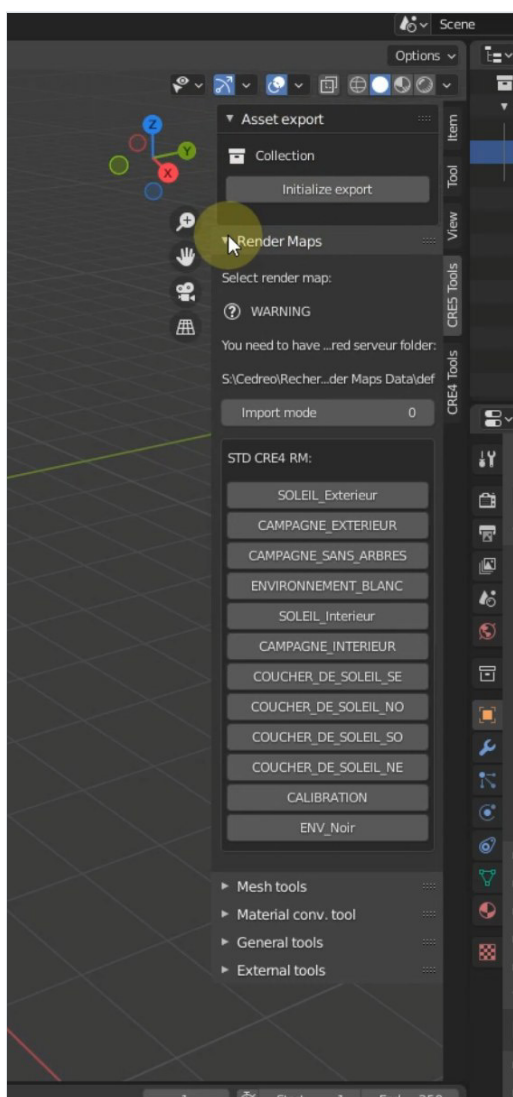 Scene
Options
Asset export
Collection
Initialize export
Render Maps
Select render map:
WARNING
You need to have ...red serveur folder:
S:\Cedreo\Recher...der Maps Data\def
Import mode 0
STD CRE4 RM:
SOLEIL_Exterieur
CAMPAGNE_EXTERIEUR
CAMPAGNE_SANS_ARBRES
ENVIRONNEMENT_BLANC
SOLEIL_Interieur
CAMPAGNE_INTERIEUR
COUCHER_DE_SOLEIL_SE
COUCHER_DE_SOLEIL_NO
COUCHER_DE_SOLEIL_SO
COUCHER_DE_SOLEIL_NE
CALIBRATION
ENV_Noir
Mesh tools
Material conv. tool
General tools
External tools
Item
Tool
View
CRE5 Tools
CRE4 Tools
Z
Y
X